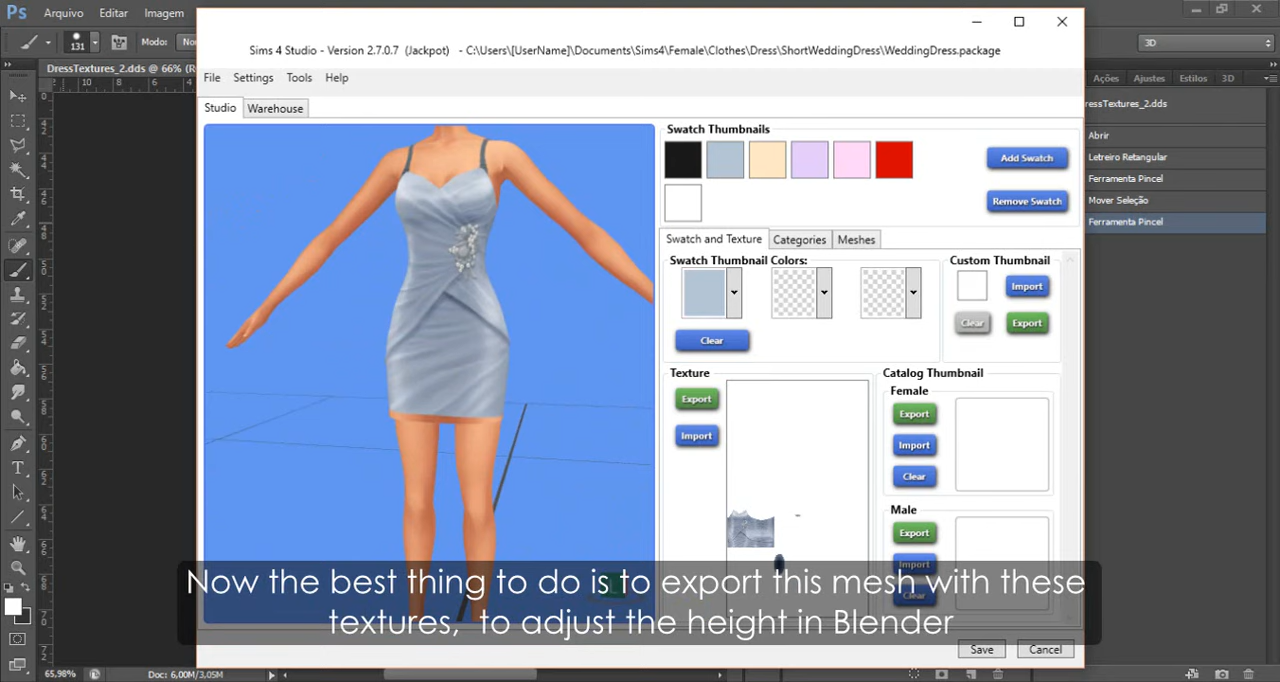 Ps Arquivo Editar Imagem
131 Modo: No
3D
DressTextures_2.dds @ 66% (R
Sims 4 Studio - Version 2.7.0.7 (Jackpot) - C:\Users\[UserName]\Documents\Sims4\Female\Clothes\Dress\ShortWeddingDress\WeddingDress.package
File Settings Tools Help
Studio Warehouse
Swatch Thumbnails
Add Swatch
Remove Swatch
Swatch and Texture Categories Meshes
Swatch Thumbnail Colors:
Clear
Custom Thumbnail
Import
Clear Export
Texture
Export
Import
Catalog Thumbnail
Female
Export
Import
Clear
Male
Export
Import
Clear
Save Cancel
Ações Ajustes Estilos 3D
ressTextures_2.dds
Abrir
Letreiro Retangular
Ferramenta Pincel
Mover Seleção
Ferramenta Pincel
Now the best thing to do is to export this mesh with these
textures, to adjust the height in Blender
65,98% Doc: 6,00M/3,05M